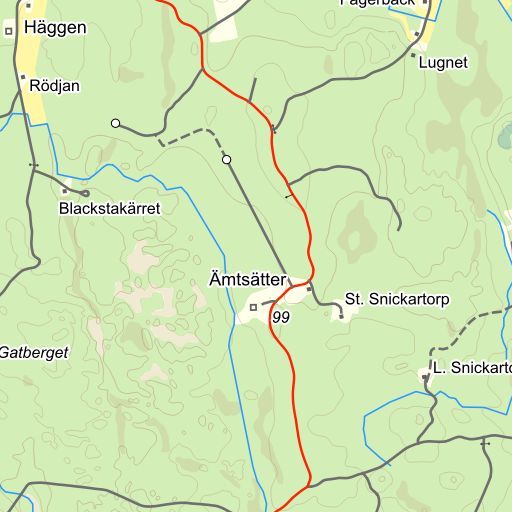 Fagerbäck
Häggen
Lugnet
Rödjan
Blackstakärret
Ämtsätter
St. Snickartorp
99
Gatberget
L. Snickarto